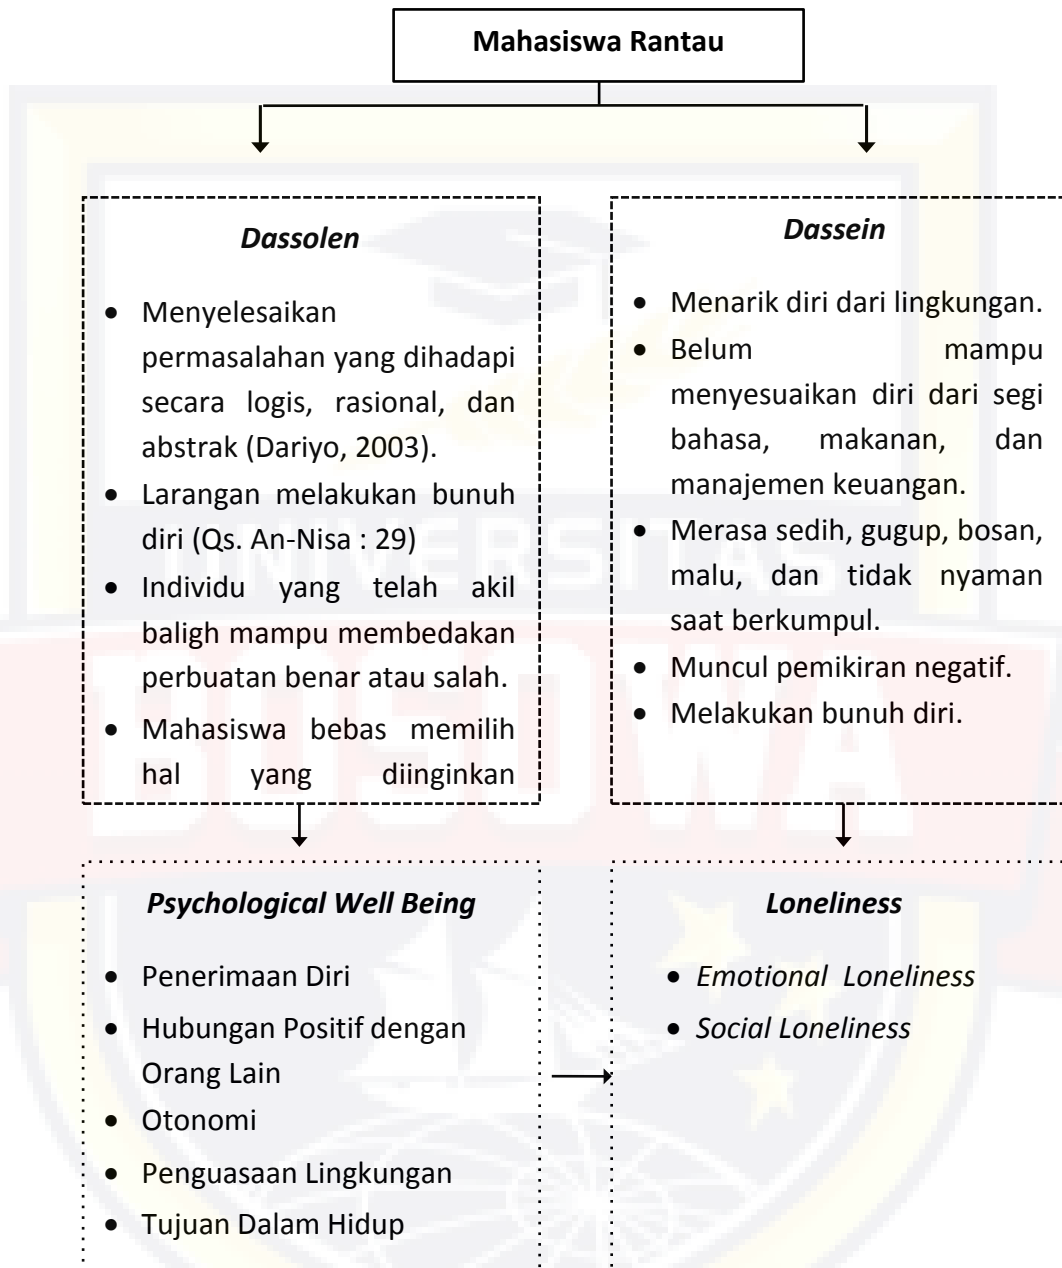 Mahasiswa Rantau
Dassolen
• Menyelesaikan
permasalahan yang dihadapi
secara logis, rasional, dan
abstrak (Dariyo, 2003).
• Larangan melakukan bunuh
diri (Qs. An-Nisa : 29)
• Individu yang telah akil
baligh mampu membedakan
perbuatan benar atau salah.
• Mahasiswa bebas memilih
hal yang diinginkan
Dassein
• Menarik diri dari lingkungan.
• Belum mampu
menyesuaikan diri dari segi
bahasa, makanan, dan
manajemen keuangan.
• Merasa sedih, gugup, bosan,
malu, dan tidak nyaman
saat berkumpul.
• Muncul pemikiran negatif.
• Melakukan bunuh diri.
Psychological Well Being
• Penerimaan Diri
• Hubungan Positif dengan
Orang Lain
• Otonomi
• Penguasaan Lingkungan
• Tujuan Dalam Hidup
Loneliness
• Emotional Loneliness
• Social Loneliness
UNIVERSITAS
BOSOWA